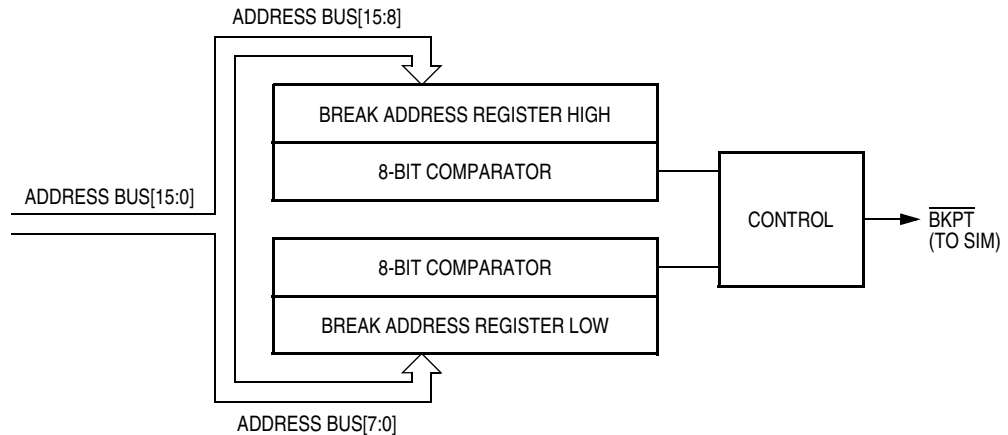 ADDRESS BUS[15:8]
BREAK ADDRESS REGISTER HIGH
8-BIT COMPARATOR
ADDRESS BUS[15:0]
CONTROL
BKPT
(TO SIM)
8-BIT COMPARATOR
BREAK ADDRESS REGISTER LOW
ADDRESS BUS[7:0]